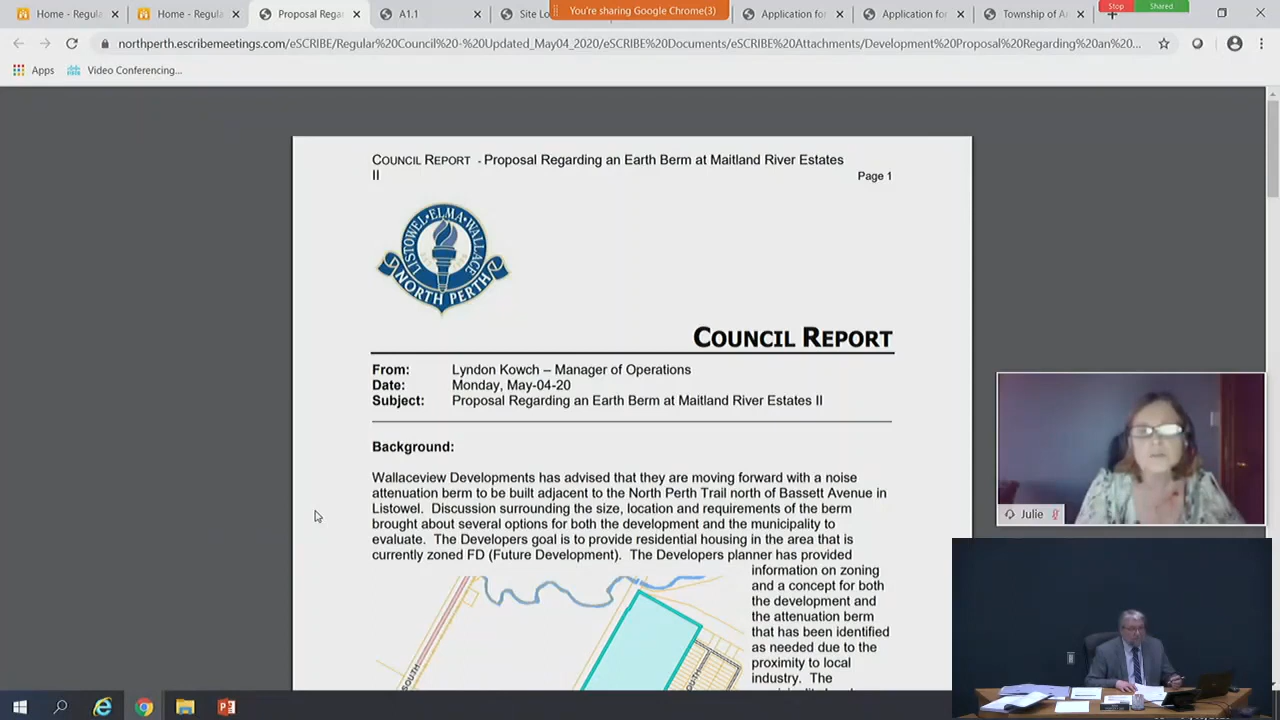 Home - Regula
Home - Regula
Proposal Rega
A1.1
Site Lo
You're sharing Google Chrome(3)
Application fo
Application fo
Township of A
Stop
Shared
northperth.escribemeetings.com/eSCRIBE/Regular%20Council%20-%20Updated_May04_2020/eSCRIBE%20Documents/eSCRIBE%20Attachments/Development%20Proposal%20Regarding%20an%20...
Apps
Video Conferencing...
COUNCIL REPORT - Proposal Regarding an Earth Berm at Maitland River Estates
II
Page 1
LISTOWEL·ELMA·WALLACE
NORTH PERTH
COUNCIL REPORT
From: Lyndon Kowch – Manager of Operations
Date: Monday, May-04-20
Subject: Proposal Regarding an Earth Berm at Maitland River Estates II
Background:
Wallaceview Developments has advised that they are moving forward with a noise
attenuation berm to be built adjacent to the North Perth Trail north of Bassett Avenue in
Listowel. Discussion surrounding the size, location and requirements of the berm
brought about several options for both the development and the municipality to
evaluate. The Developers goal is to provide residential housing in the area that is
currently zoned FD (Future Development). The Developers planner has provided
information on zoning
and a concept for both
the development and
the attenuation berm
that has been identified
as needed due to the
proximity to local
industry. The
Julie